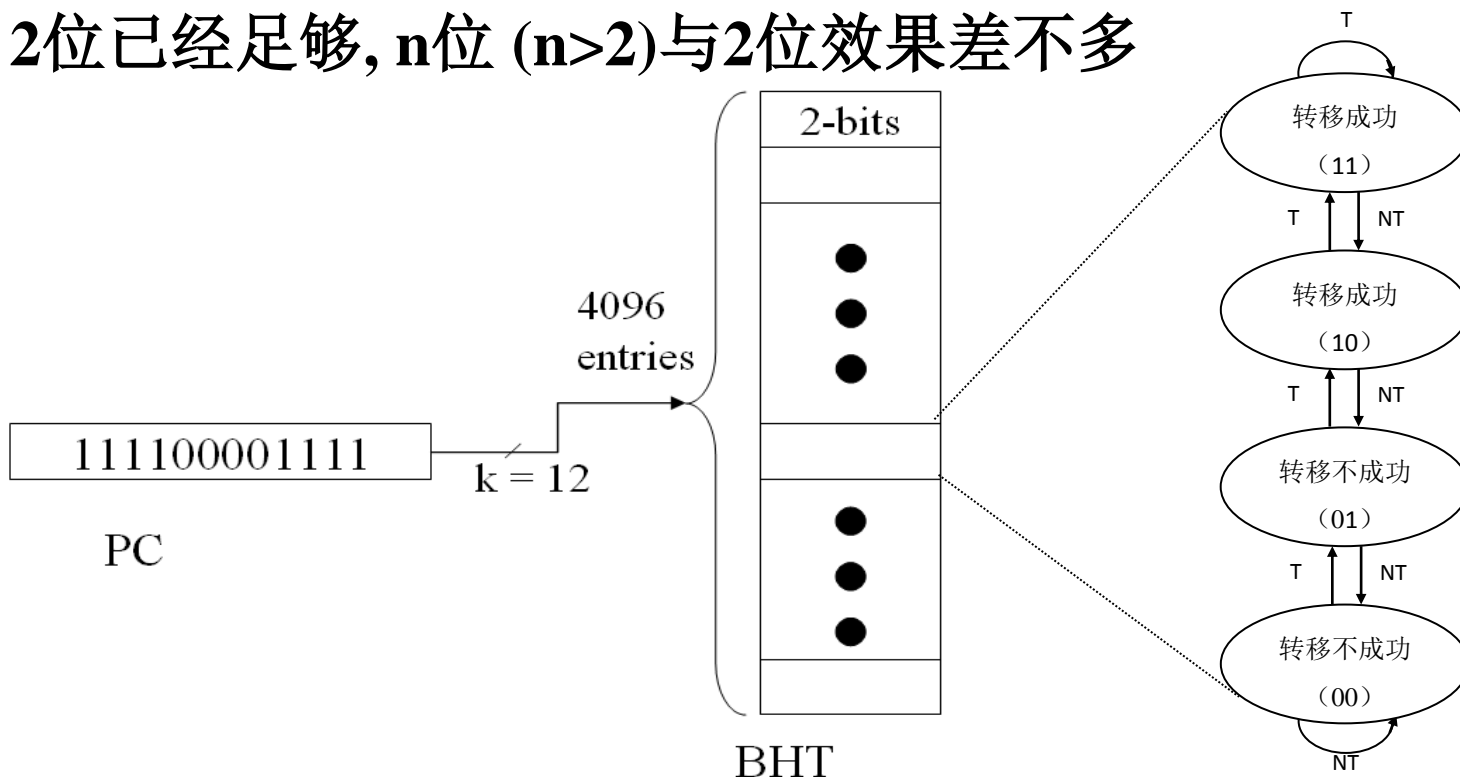 2位已经足够, n位 (n>2)与2位效果差不多
2-bits
4096
entries
111100001111
k = 12
PC
BHT
T
转移成功
（11）
T
NT
转移成功
（10）
T
NT
转移不成功
（01）
T
NT
转移不成功
（00）
NT